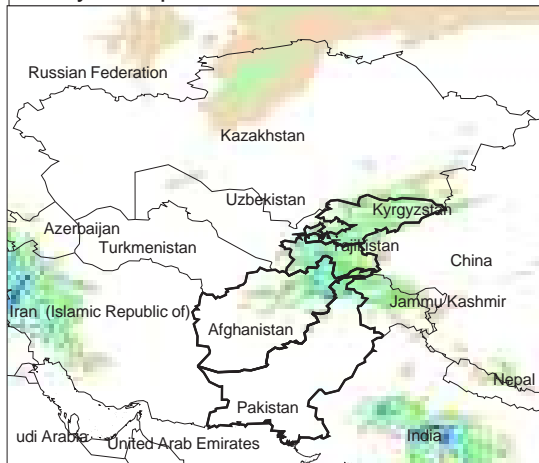 Russian Federation
Kazakhstan
Uzbekistan
Kyrgyzstan
Azerbaijan
Turkmenistan
Tajikistan
China
Iran (Islamic Republic of)
Jammu/Kashmir
Afghanistan
Nepal
Pakistan
udi Arabia
United Arab Emirates
India